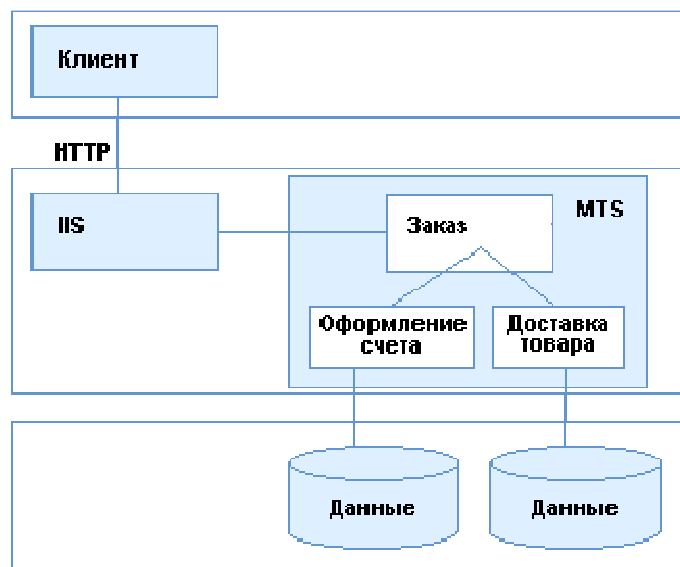 Клиент
HTTP
IIS
Заказ
MTS
Оформление
счета
Доставка
товара
Данные
Данные